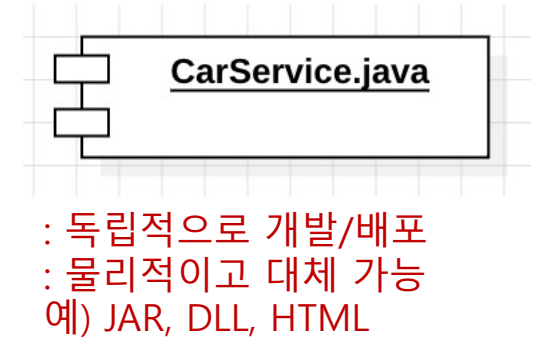 CarService.java
: 독립적으로 개발/배포
: 물리적이고 대체 가능
예) JAR, DLL, HTML